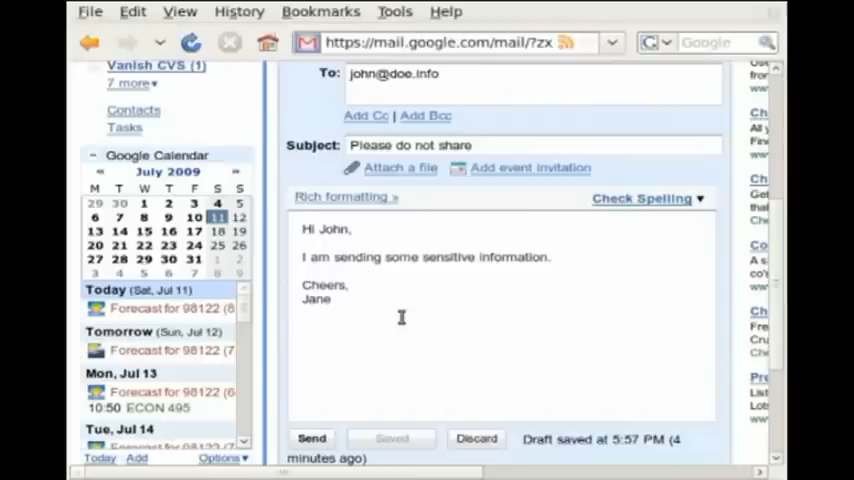 File Edit View History Bookmarks Tools Help
https://mail.google.com/mail/?zx
Google
Vanish CVS (1)
7 more▾
Contacts
Tasks
To: john@doe.info
Add Cc | Add Bcc
Subject: Please do not share
Attach a file Add event invitation
Rich formatting » Check Spelling ▼
Hi John,
I am sending some sensitive information.
Cheers,
Jane
Send Saved Discard Draft saved at 5:57 PM (4
minutes ago)
– Google Calendar
« July 2009 »
M T W T F S S
29 30 1 2 3 4 5
6 7 8 9 10 11 12
13 14 15 16 17 18 19
20 21 22 23 24 25 26
27 28 29 30 31 1 2
3 4 5 6 7 8 9
Today (Sat, Jul 11)
Forecast for 98122 (8
Tomorrow (Sun, Jul 12)
Forecast for 98122 (7
Mon, Jul 13
Forecast for 98122 (6
10:50 ECON 495
Tue, Jul 14
Forecast for 98122 (7
Today Add Options▾